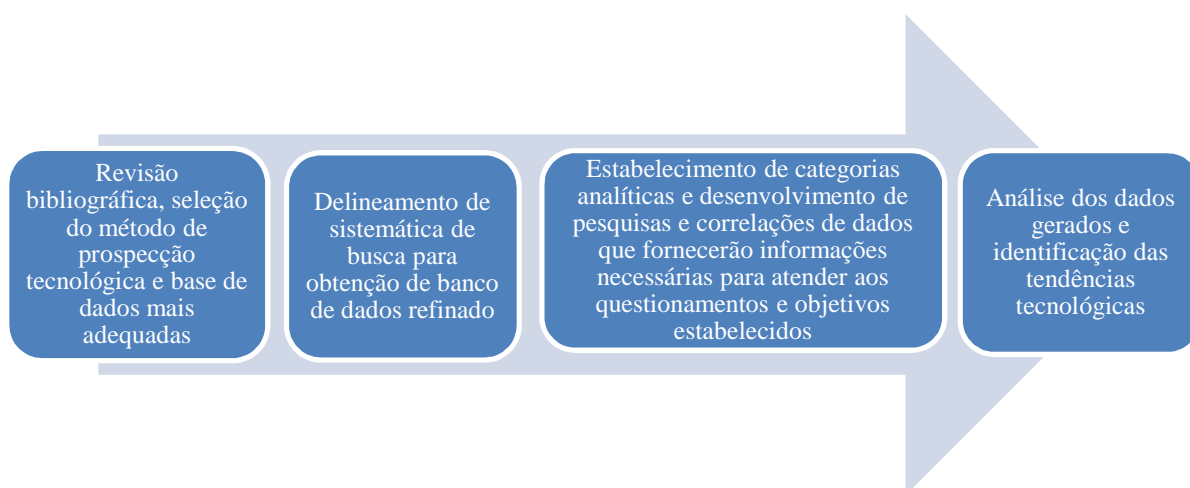 Revisão
bibliográfica, seleção
do método de
prospecção
tecnológica e base de
dados mais
adequadas
Delineamento de
sistemática de
busca para
obtenção de banco
de dados refinado
Estabelecimento de categorias
analíticas e desenvolvimento de
pesquisas e correlações de dados
que fornecerão informações
necessárias para atender aos
questionamentos e objetivos
estabelecidos
Análise dos dados
gerados e
identificação das
tendências
tecnológicas